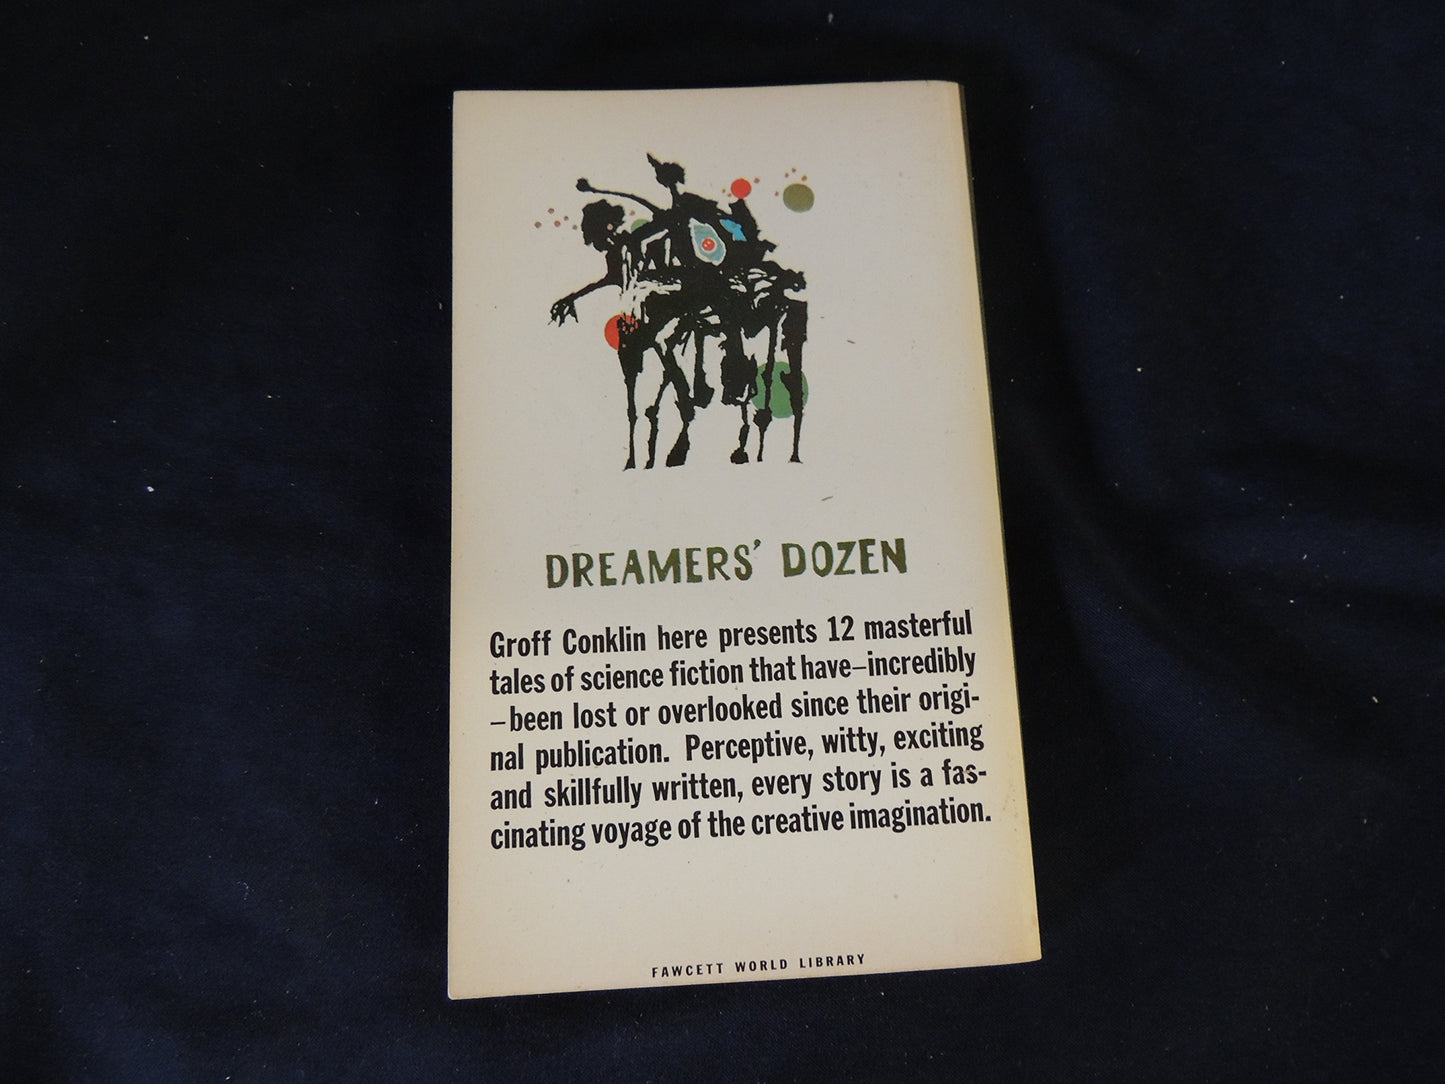 DREAMERS' DOZEN
Groff Conklin here presents 12 masterful
tales of science fiction that have—incredibly
—been lost or overlooked since their origi-
nal publication. Perceptive, witty, exciting
and skillfully written, every story is a fas-
cinating voyage of the creative imagination.
FAWCETT WORLD LIBRARY